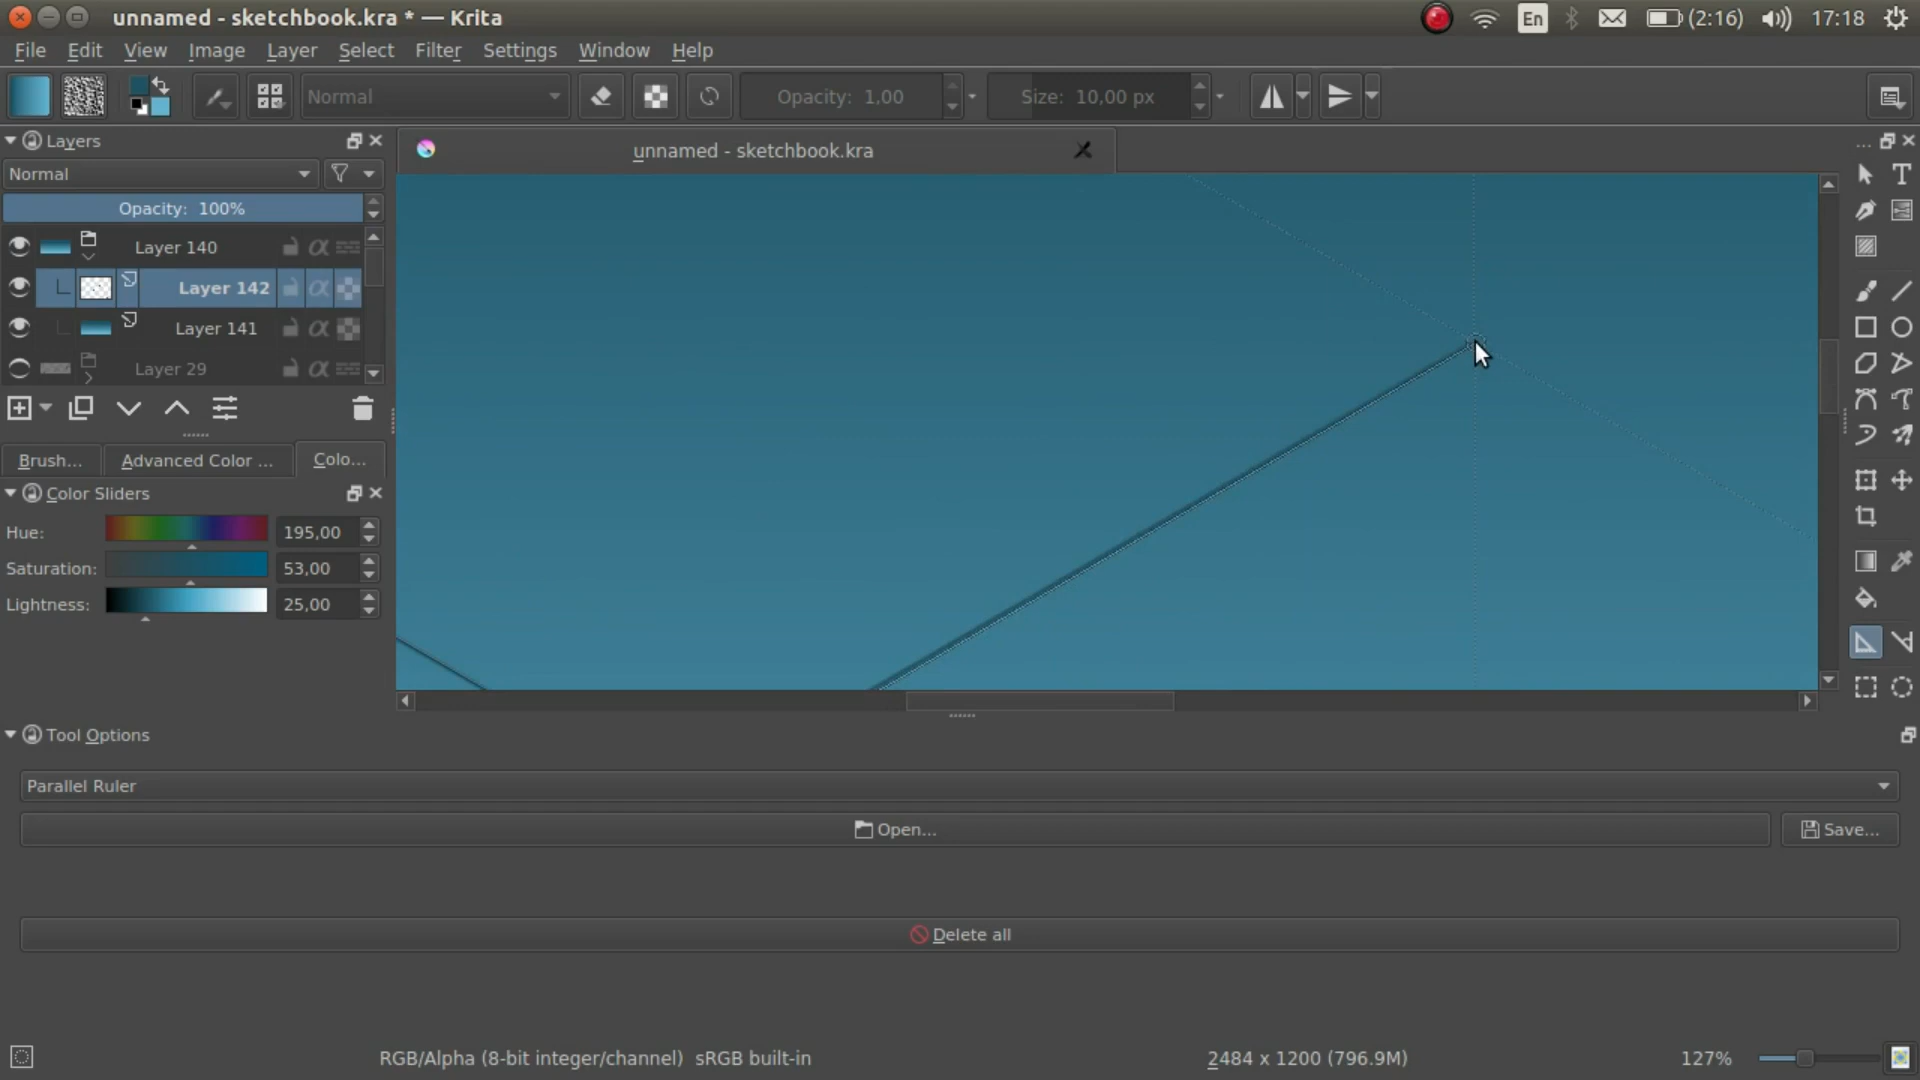 unnamed - sketchbook.kra * — Krita
En
(2:16)
17:18
File Edit View Image Layer Select Filter Settings Window Help
Normal
Opacity: 1,00
Size: 10,00 px
Layers
unnamed - sketchbook.kra
Normal
Opacity: 100%
Layer 140
Layer 142
Layer 141
Layer 29
Brush...
Advanced Color ...
Colo...
Color Sliders
Hue: 195,00
Saturation: 53,00
Lightness: 25,00
Tool Options
Parallel Ruler
Open...
Save...
Delete all
RGB/Alpha (8-bit integer/channel) sRGB built-in
2484 x 1200 (796.9M)
127%